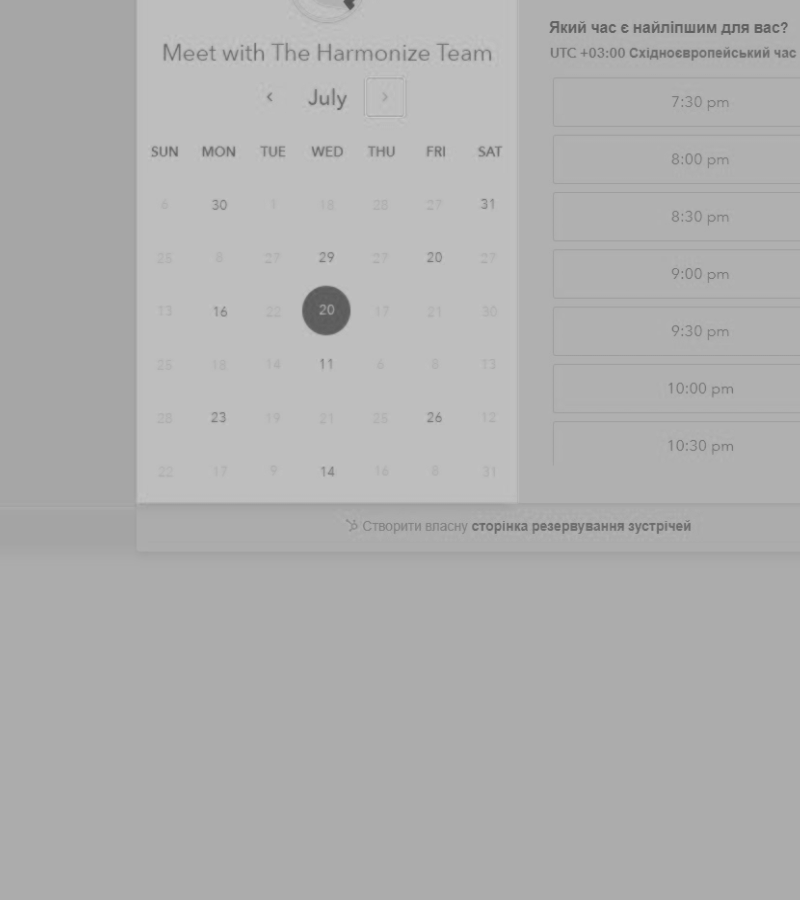 Meet with The Harmonize Team
July
SUN MON TUE WED THU FRI SAT
6 30 1 18 28 27 31
25 8 27 29 27 20 27
13 16 22 20 17 21 30
25 18 14 11 6 8 13
28 23 19 21 25 26 12
22 17 9 14 16 8 31
Який час є найліпшим для вас?
UTC +03:00 Східноєвропейський час
7:30 pm
8:00 pm
8:30 pm
9:00 pm
9:30 pm
10:00 pm
10:30 pm
Створити власну сторінка резервування зустрічей